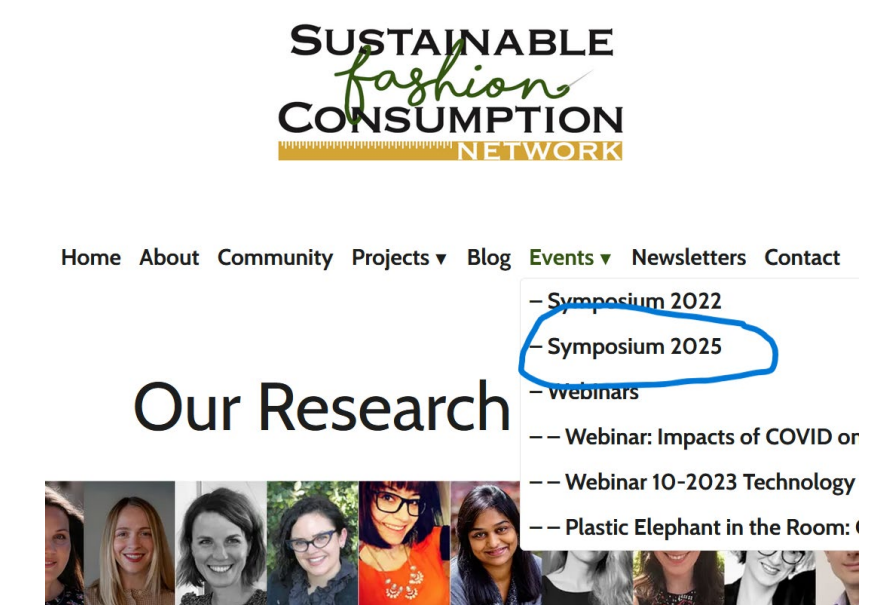 SUSTAINABLE
fashion
CONSUMPTION
NETWORK
Home About Community Projects ▾ Blog Events ▾ Newsletters Contact
– Symposium 2022
– Symposium 2025
– Webinars
Our Research
– – Webinar: Impacts of COVID on
– – Webinar 10-2023 Technology
– – Plastic Elephant in the Room: